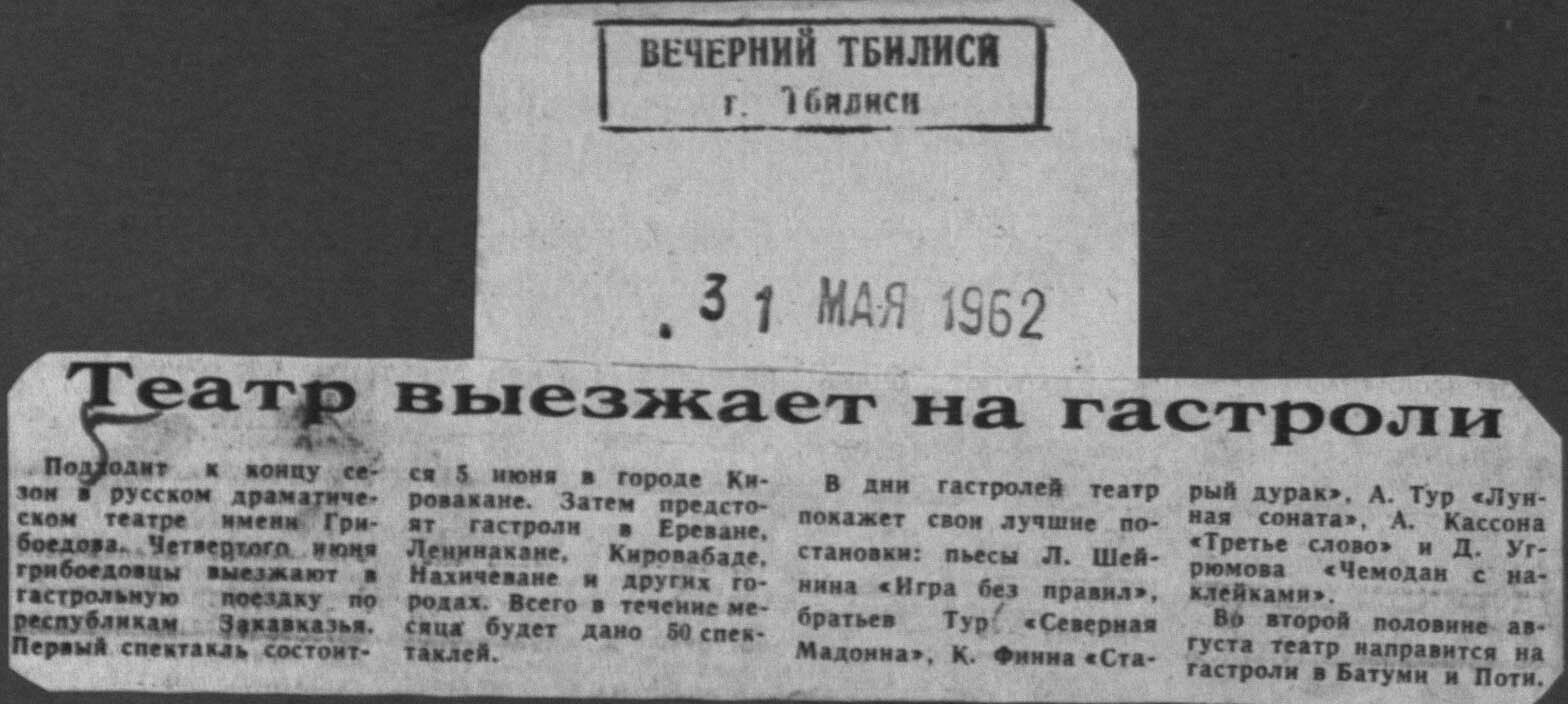 ВЕЧЕРНИЙ ТБИЛИСИ
г. Тбилиси
31 МАЯ 1962
Театр выезжает на гастроли
Подходит к концу се-
зон в русском драматиче-
ском театре имени Гри-
боедова. Четвертого июня
грибоедовцы выезжают в
гастрольную поездку по
республикам Закавказья.
Первый спектакль состоит-
ся 5 июня в городе Ки-
ровакане. Затем предсто-
ят гастроли в Ереване,
Ленинакане, Кировабаде,
Нахичеване и других го-
родах. Всего в течение ме-
сяца будет дано 50 спек-
таклей.
В дни гастролей театр
покажет свои лучшие по-
становки: пьесы Л. Шей-
нина «Игра без правил»,
братьев Тур «Северная
Мадонна», К. Финна «Ста-
рый дурак», А. Тур «Лун-
ная соната», А. Кассона
«Третье слово» и Д. Уг-
рюмова «Чемодан с на-
клейками».
Во второй половине ав-
густа театр направится на
гастроли в Батуми и Поти.